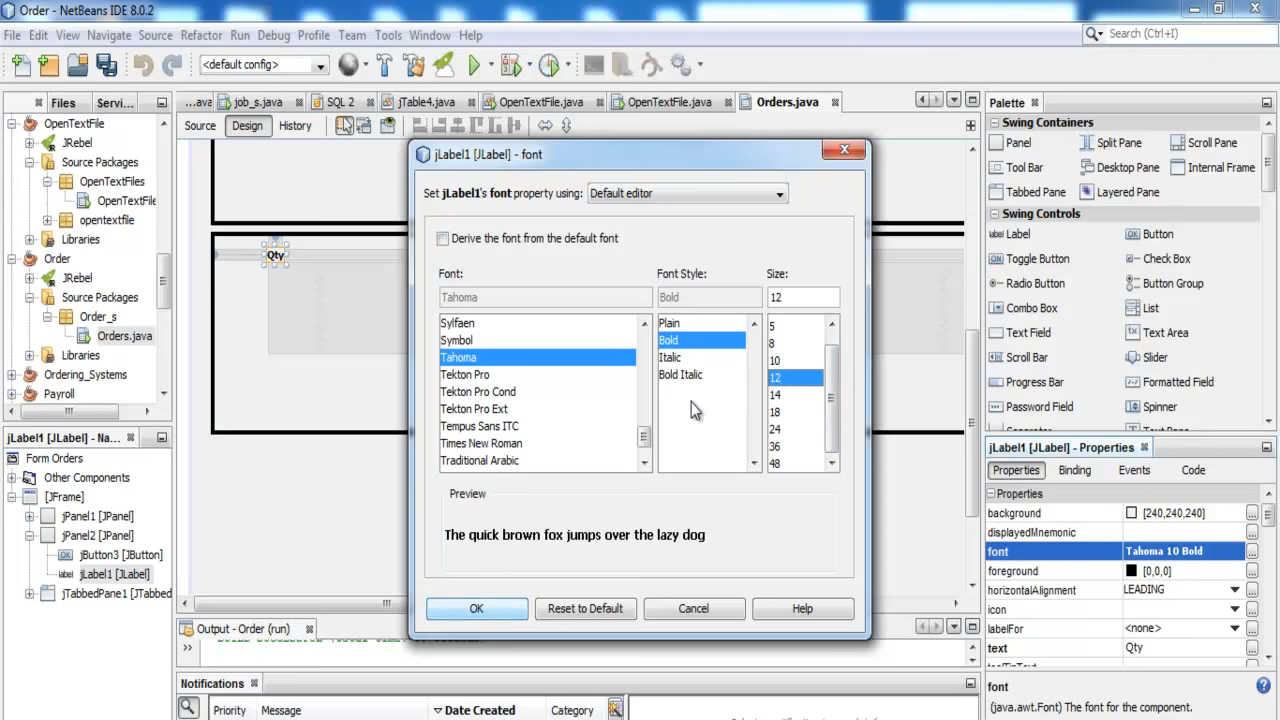 Order - NetBeans IDE 8.0.2
File Edit View Navigate Source Refactor Run Debug Profile Team Tools Window Help
Search (Ctrl+I)
<default config>
Files Servi...
...ava job_s.java SQL 2 jTable4.java OpenTextFile.java OpenTextFile.java Orders.java
Source Design History
OpenTextFile
JRebel
Source Packages
OpenTextFiles
OpenTextFile
opentextfile
Libraries
Order
JRebel
Source Packages
Order_s
Orders.java
Libraries
Ordering_Systems
Payroll
jLabel1 [JLabel] - Na...
Form Orders
Other Components
[JFrame]
jPanel1 [JPanel]
jPanel2 [JPanel]
jButton3 [JButton]
jLabel1 [JLabel]
jTabbedPane1 [JTabbed
Qty
jLabel1 [JLabel] - font
Set jLabel1's font property using: Default editor
Derive the font from the default font
Font: Font Style: Size:
Tahoma Bold 12
Sylfaen
Symbol
Tahoma
Tekton Pro
Tekton Pro Cond
Tekton Pro Ext
Tempus Sans ITC
Times New Roman
Traditional Arabic
Plain
Bold
Italic
Bold Italic
5
8
10
12
14
18
24
36
48
Preview
The quick brown fox jumps over the lazy dog
OK Reset to Default Cancel Help
Output - Order (run)
Notifications
Priority Message Date Created Category
Palette
Swing Containers
Panel Split Pane Scroll Pane
Tool Bar Desktop Pane Internal Frame
Tabbed Pane Layered Pane
Swing Controls
Label Button
Toggle Button Check Box
Radio Button Button Group
Combo Box List
Text Field Text Area
Scroll Bar Slider
Progress Bar Formatted Field
Password Field Spinner
jLabel1 [JLabel] - Properties
Properties Binding Events Code
Properties
background [240,240,240] ...
displayedMnemonic ...
font Tahoma 10 Bold ...
foreground [0,0,0] ...
horizontalAlignment LEADING ...
icon ...
labelFor <none> ...
text Qty ...
font
(java.awt.Font) The font for the component.